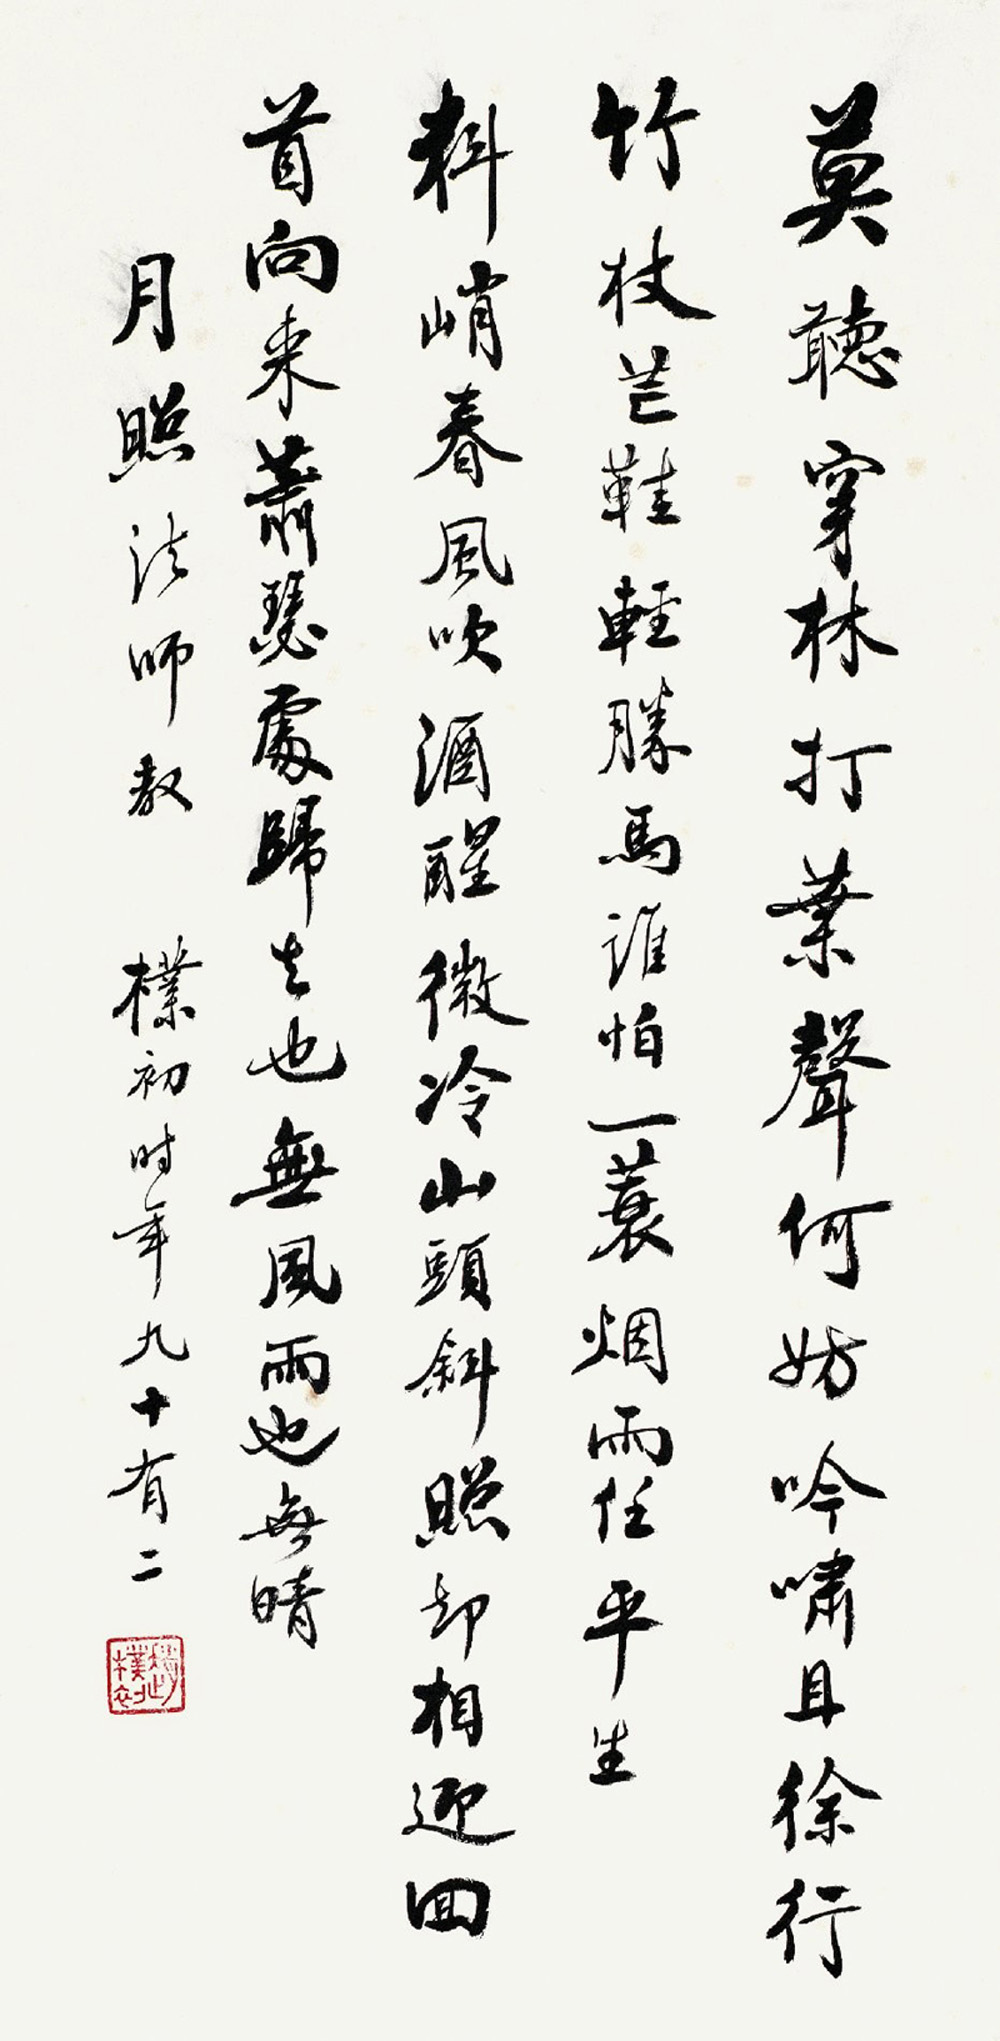 莫聽穿林打葉聲何妨吟嘯且徐行
竹杖芒鞋輕勝馬誰怕一蓑烟雨任平生
料峭春風吹酒醒微冷山頭斜照却相迎回
首向来蕭瑟處歸去也無風雨也無晴
月照法師教 樸初时年九十有二
趙樸初